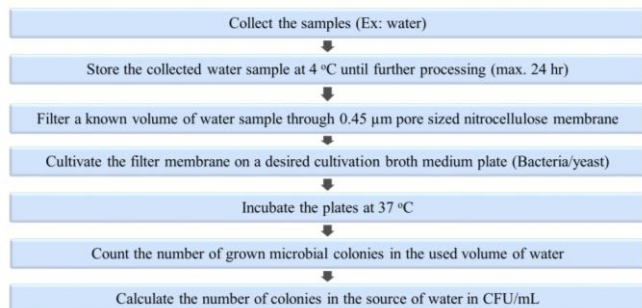 Collect the samples (Ex: water)
Store the collected water sample at 4 ºC until further processing (max. 24 hr)
Filter a known volume of water sample through 0.45 µm pore sized nitrocellulose membrane
Cultivate the filter membrane on a desired cultivation broth medium plate (Bacteria/yeast)
Incubate the plates at 37 ºC
Count the number of grown microbial colonies in the used volume of water
Calculate the number of colonies in the source of water in CFU/mL